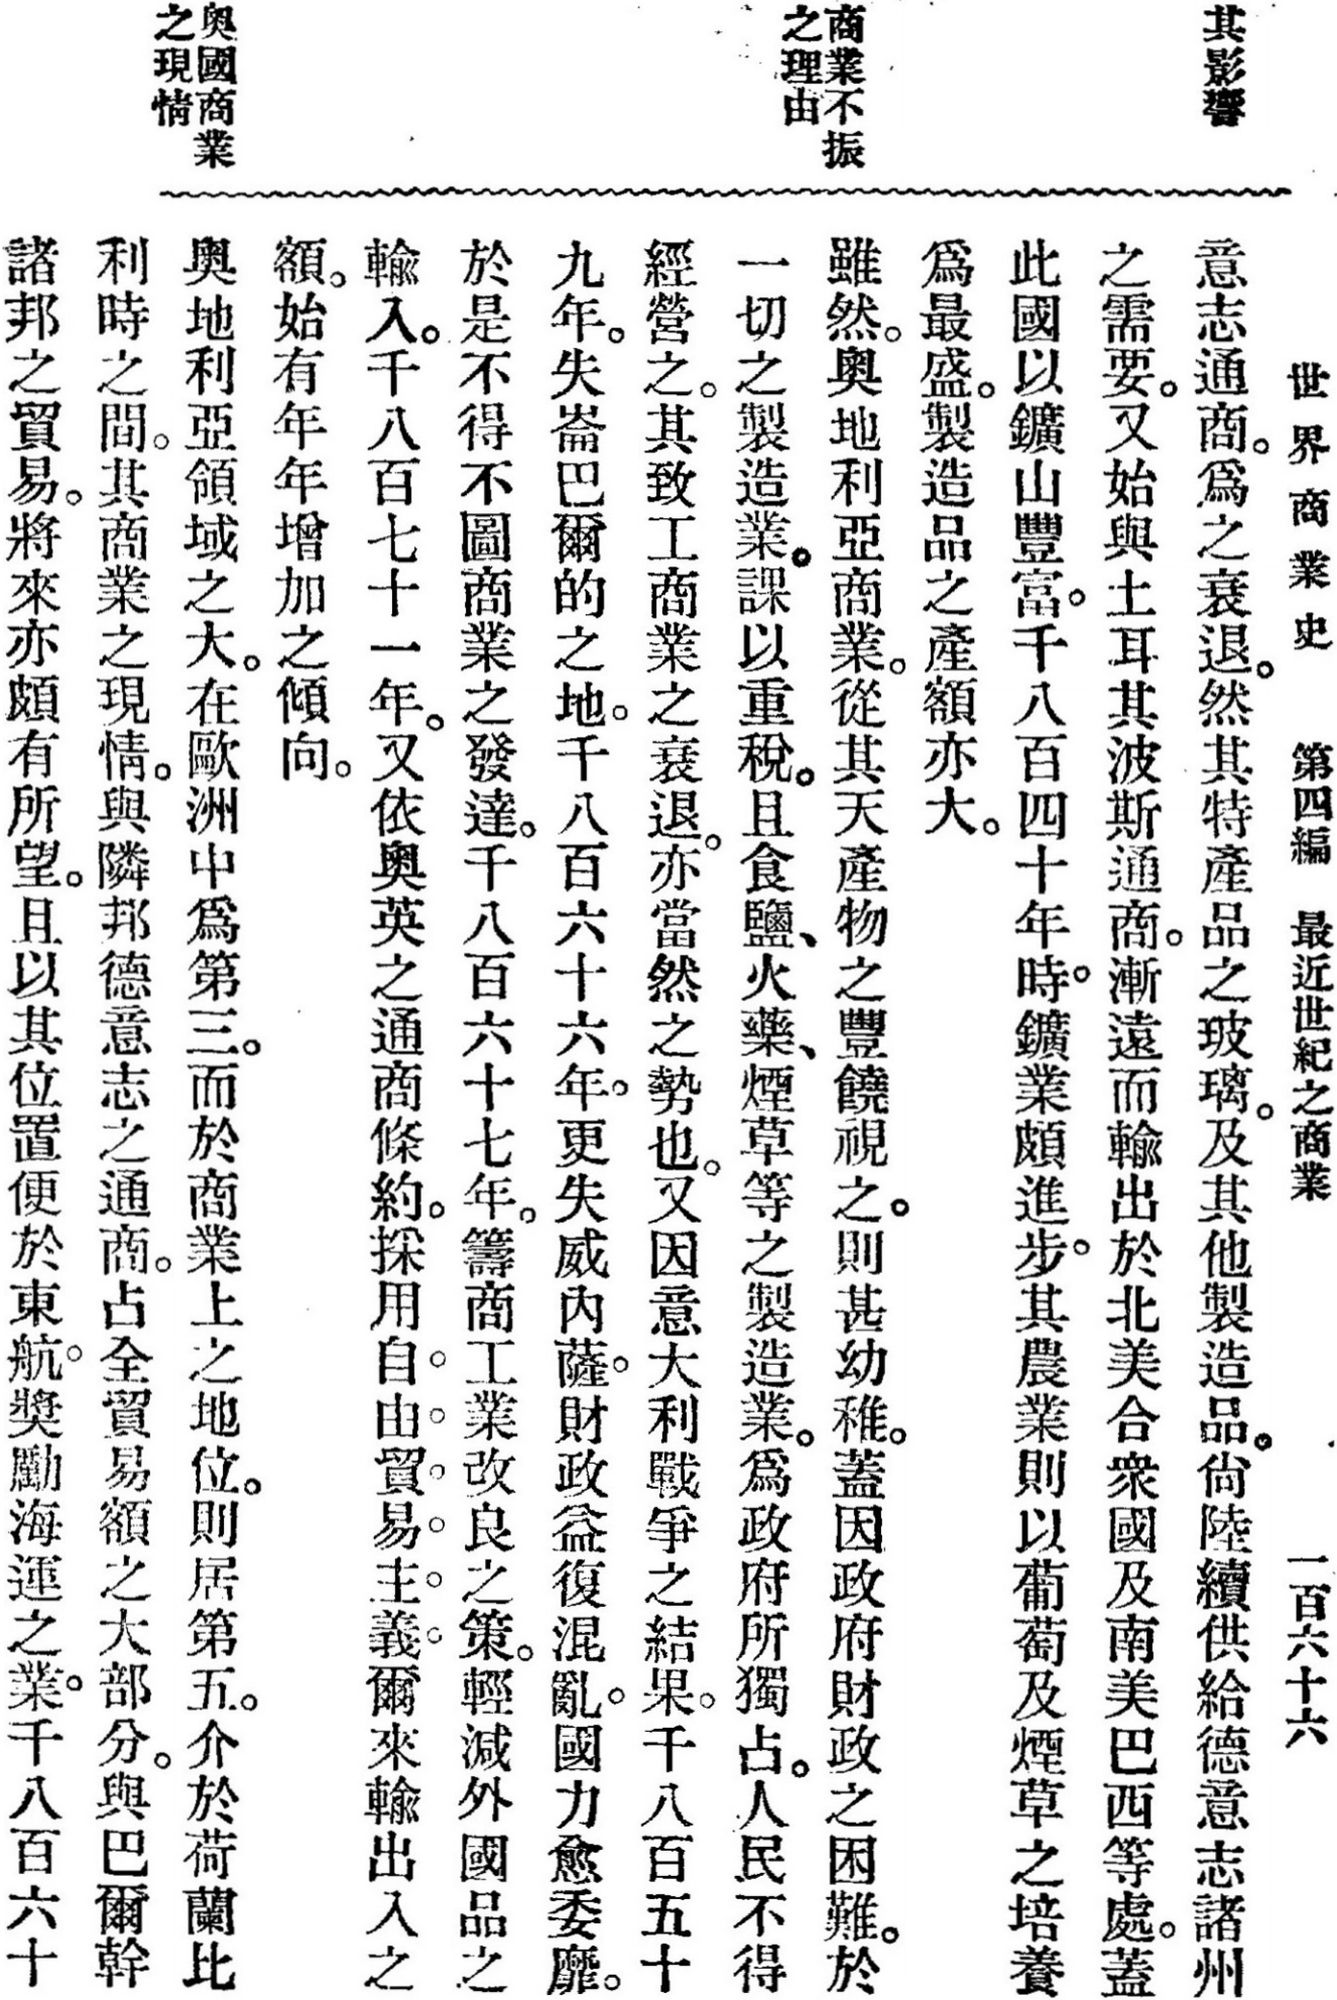 世界商業史　第四編　最近世紀之商業　一百六十六
其影響
商業不振
之理由
奧國商業
之現情
意志通商。爲之衰退。然其特產品之玻璃。及其他製造品。尙陸續供給德意志諸州
之需要。又始與土耳其波斯通商。漸遠而輸出於北美合衆國及南美巴西等處。蓋
此國以鑛山豐富。千八百四十年時。鑛業頗進步。其農業則以葡萄及煙草之培養
爲最盛。製造品之產額亦大。
雖然。奧地利亞商業。從其天產物之豐饒視之。則甚幼稚。蓋因政府財政之困難。於
一切之製造業。課以重稅。且食鹽、火藥、煙草等之製造業。爲政府所獨占。人民不得
經營之。其致工商業之衰退。亦當然之勢也。又因意大利戰爭之結果。千八百五十
九年。失崙巴爾的之地。千八百六十六年。更失威內薩。財政益復混亂。國力愈委靡。
於是不得不圖商業之發達。千八百六十七年。籌商工業改良之策。輕減外國品之
輸入。千八百七十一年。又依奧英之通商條約。採用自由貿易主義爾來輸出入之
額。始有年年增加之傾向。
奧地利亞領域之大。在歐洲中爲第三。而於商業上之地位。則居第五。介於荷蘭比
利時之間。其商業之現情。與隣邦德意志之通商。占全貿易額之大部分。與巴爾幹
諸邦之貿易。將來亦頗有所望。且以其位置便於東航。獎勵海運之業。千八百六十